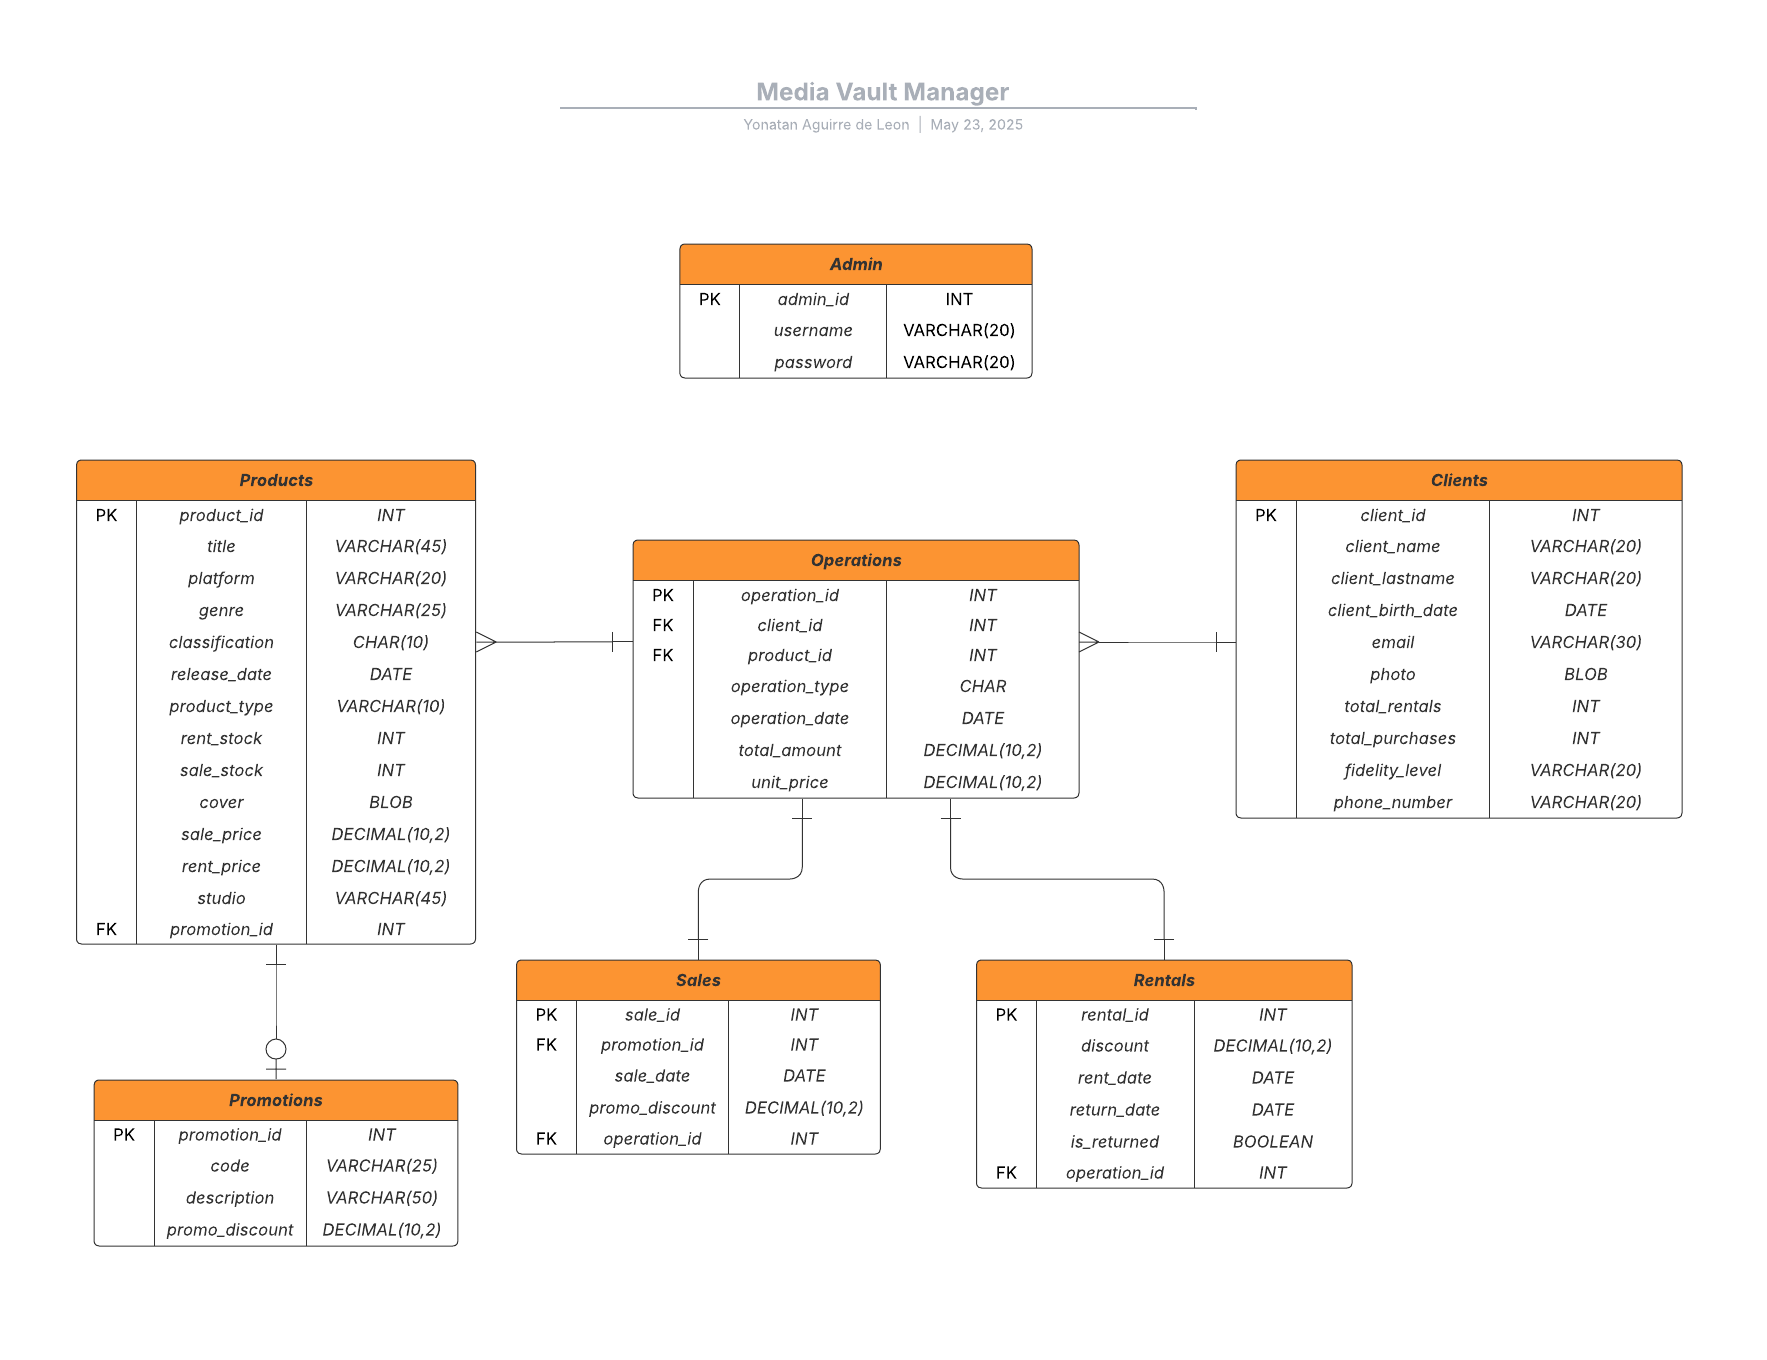 Media Vault Manager
Yonatan Aguirre de Leon | May 23, 2025
Admin
PK admin_id INT
username VARCHAR(20)
password VARCHAR(20)
Products
PK product_id INT
title VARCHAR(45)
platform VARCHAR(20)
genre VARCHAR(25)
classification CHAR(10)
release_date DATE
product_type VARCHAR(10)
rent_stock INT
sale_stock INT
cover BLOB
sale_price DECIMAL(10,2)
rent_price DECIMAL(10,2)
studio VARCHAR(45)
FK promotion_id INT
Operations
PK operation_id INT
FK client_id INT
FK product_id INT
operation_type CHAR
operation_date DATE
total_amount DECIMAL(10,2)
unit_price DECIMAL(10,2)
Clients
PK client_id INT
client_name VARCHAR(20)
client_lastname VARCHAR(20)
client_birth_date DATE
email VARCHAR(30)
photo BLOB
total_rentals INT
total_purchases INT
fidelity_level VARCHAR(20)
phone_number VARCHAR(20)
Promotions
PK promotion_id INT
code VARCHAR(25)
description VARCHAR(50)
promo_discount DECIMAL(10,2)
Sales
PK sale_id INT
FK promotion_id INT
sale_date DATE
promo_discount DECIMAL(10,2)
FK operation_id INT
Rentals
PK rental_id INT
discount DECIMAL(10,2)
rent_date DATE
return_date DATE
is_returned BOOLEAN
FK operation_id INT